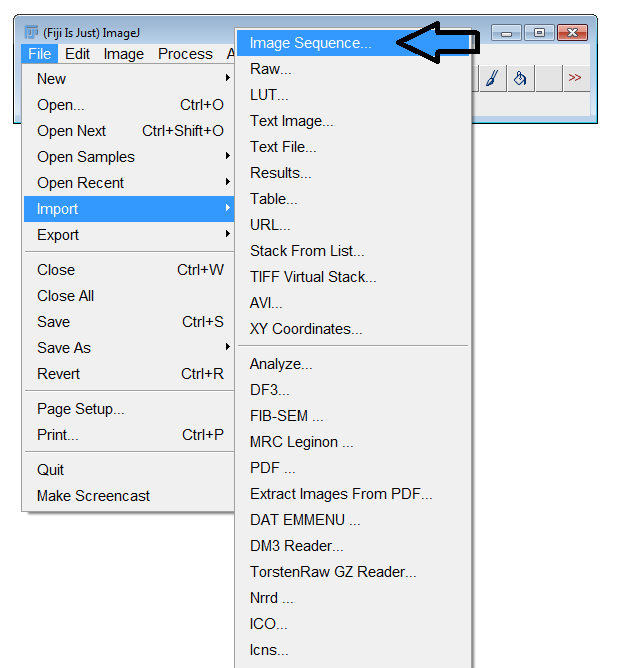 (Fiji Is Just) ImageJ
File Edit Image Process A
New
Open... Ctrl+O
Open Next Ctrl+Shift+O
Open Samples
Open Recent
Import
Export
Close Ctrl+W
Close All
Save Ctrl+S
Save As
Revert Ctrl+R
Page Setup...
Print... Ctrl+P
Quit
Make Screencast
Image Sequence...
Raw...
LUT...
Text Image...
Text File...
Results...
Table...
URL...
Stack From List...
TIFF Virtual Stack...
AVI...
XY Coordinates...
Analyze...
DF3...
FIB-SEM ...
MRC Leginon ...
PDF ...
Extract Images From PDF...
DAT EMMENU ...
DM3 Reader...
TorstenRaw GZ Reader...
Nrrd ...
ICO...
Icns...
>>